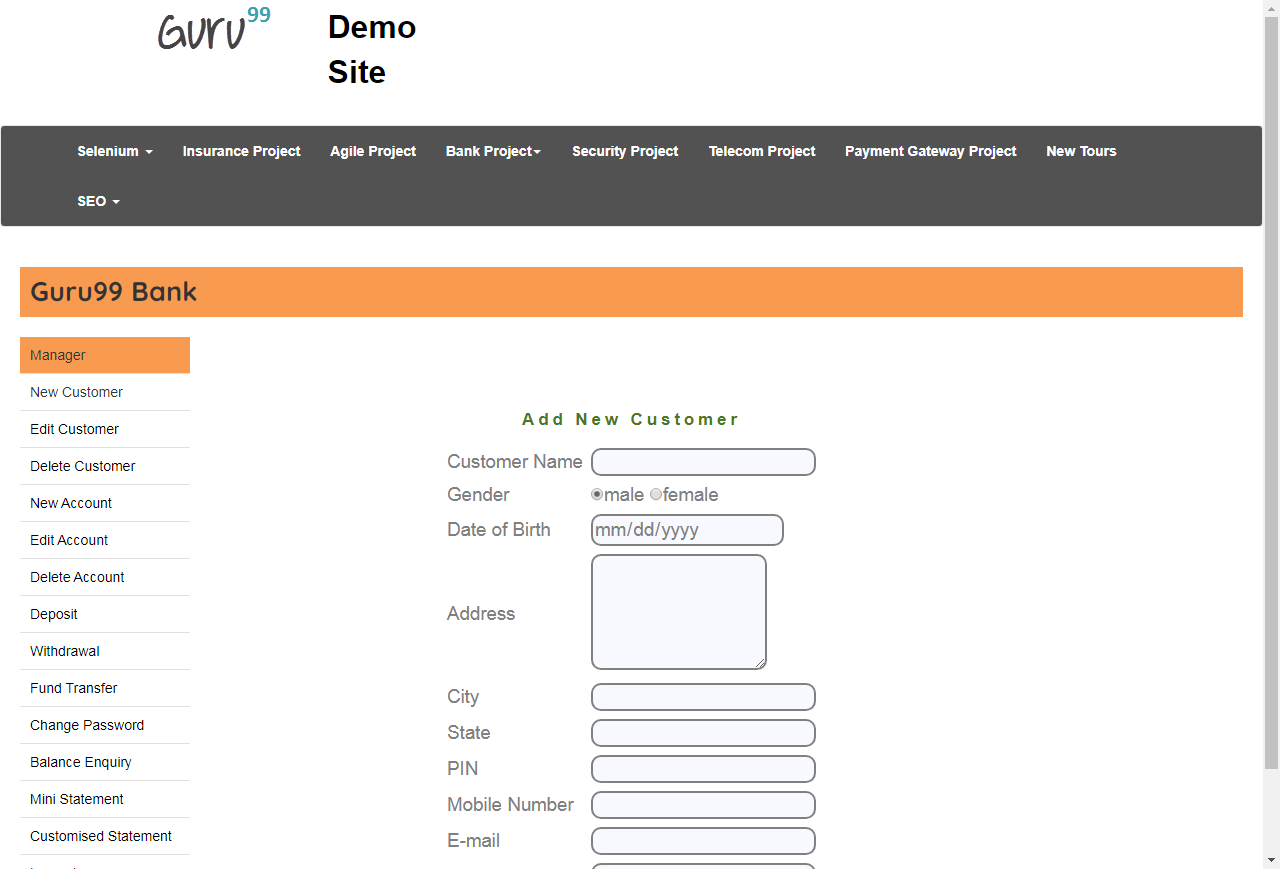 Guru99
Demo
Site
Selenium Insurance Project Agile Project Bank Project Security Project Telecom Project Payment Gateway Project New Tours
SEO
Guru99 Bank
Manager
New Customer
Edit Customer
Delete Customer
New Account
Edit Account
Delete Account
Deposit
Withdrawal
Fund Transfer
Change Password
Balance Enquiry
Mini Statement
Customised Statement
Add New Customer
Customer Name
Gender male female
Date of Birth mm/dd/yyyy
Address
City
State
PIN
Mobile Number
E-mail